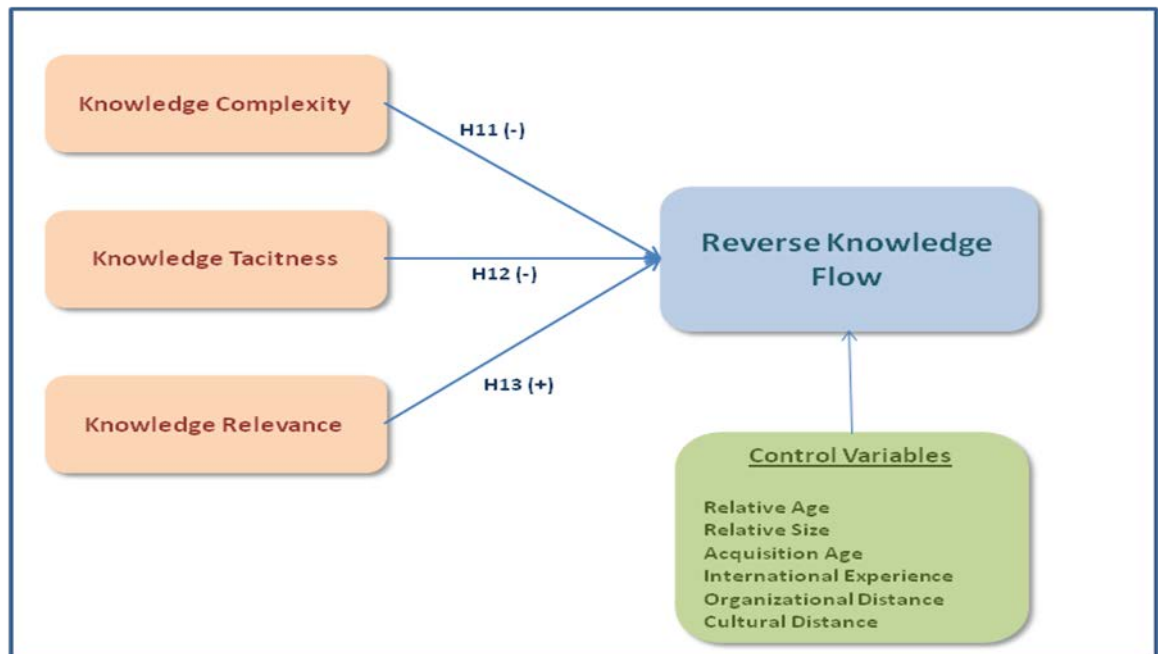 Knowledge Complexity
H11 (-)
Knowledge Tacitness
H12 (-)
Reverse Knowledge
Flow
H13 (+)
Knowledge Relevance
Control Variables
Relative Age
Relative Size
Acquisition Age
International Experience
Organizational Distance
Cultural Distance